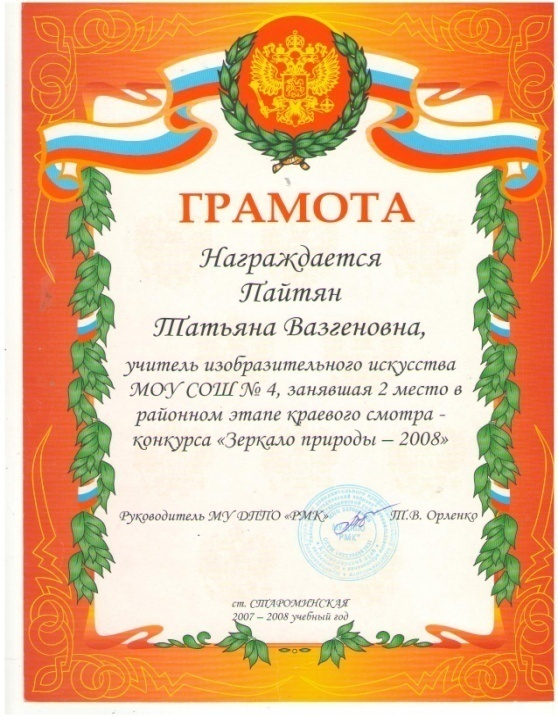 ГРАМОТА
Награждается
Пайтян
Татьяна Вазгеновна,
учитель изобразительного искусства
МОУ СОШ № 4, занявшая 2 место в
районном этапе краевого смотра -
конкурса «Зеркало природы – 2008»
Руководитель МУ ДППО «РМК» Т.В. Орленко
"РМК"
ст. СТАРОМИНСКАЯ
2007 – 2008 учебный год